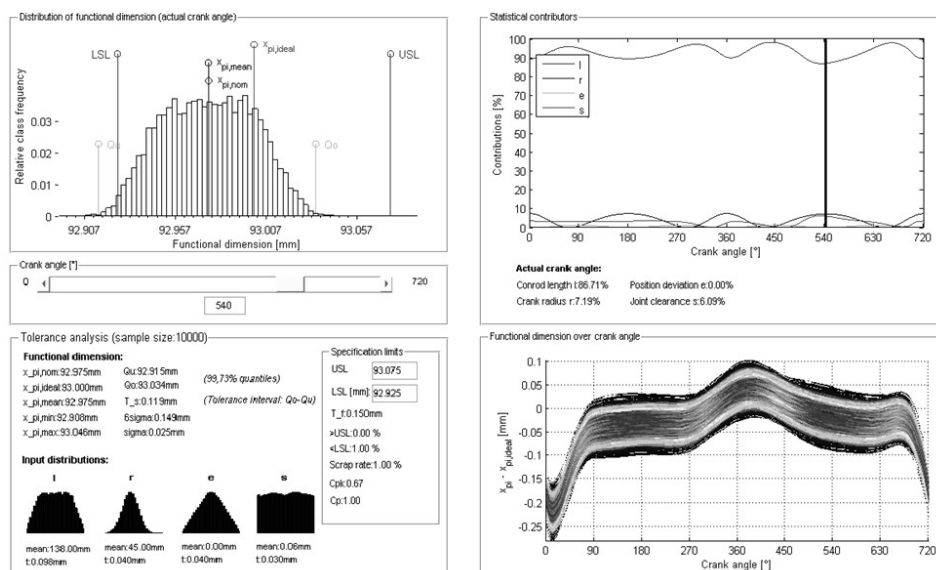 Distribution of functional dimension (actual crank angle)
LSL
x_pi,ideal
USL
x_pi,mean
x_pi,nom
Qu
Qo
Relative class frequency
0.03
0.02
0.01
0
92.907 92.957 93.007 93.057
Functional dimension [mm]
Crank angle [°]
0
720
540
Tolerance analysis (sample size:10000)
Functional dimension:
x_pi,nom:92.975mm Qu:92.915mm
x_pi,ideal:93.000mm Qo:93.034mm
x_pi,mean:92.975mm T_s:0.119mm
x_pi,min:92.908mm 6sigma:0.149mm
x_pi,max:93.046mm sigma:0.025mm
(99,73% quantiles)
(Tolerance interval: Qo-Qu)
Input distributions:
l r e s
mean:138.00mm mean:45.00mm mean:0.00mm mean:0.06mm
t:0.098mm t:0.040mm t:0.040mm t:0.030mm
Specification limits
USL 93.075
LSL [mm]: 92.925
T_f:0.150mm
>USL:0.00 %
<LSL:1.00 %
Scrap rate:1.00 %
Cpk:0.67
Cp:1.00
Statistical contributors
100
90
80
70
60
50
40
30
20
10
0
Contributions [%]
l
r
e
s
0 90 180 270 360 450 540 630 720
Crank angle [°]
Actual crank angle:
Conrod length l:86.71% Position deviation e:0.00%
Crank radius r:7.19% Joint clearance s:6.09%
Functional dimension over crank angle
0.1
0.05
0
-0.05
-0.1
-0.15
-0.2
-0.25
x_pi - x_pi,ideal [mm]
0 90 180 270 360 450 540 630 720
Crank angle [°]